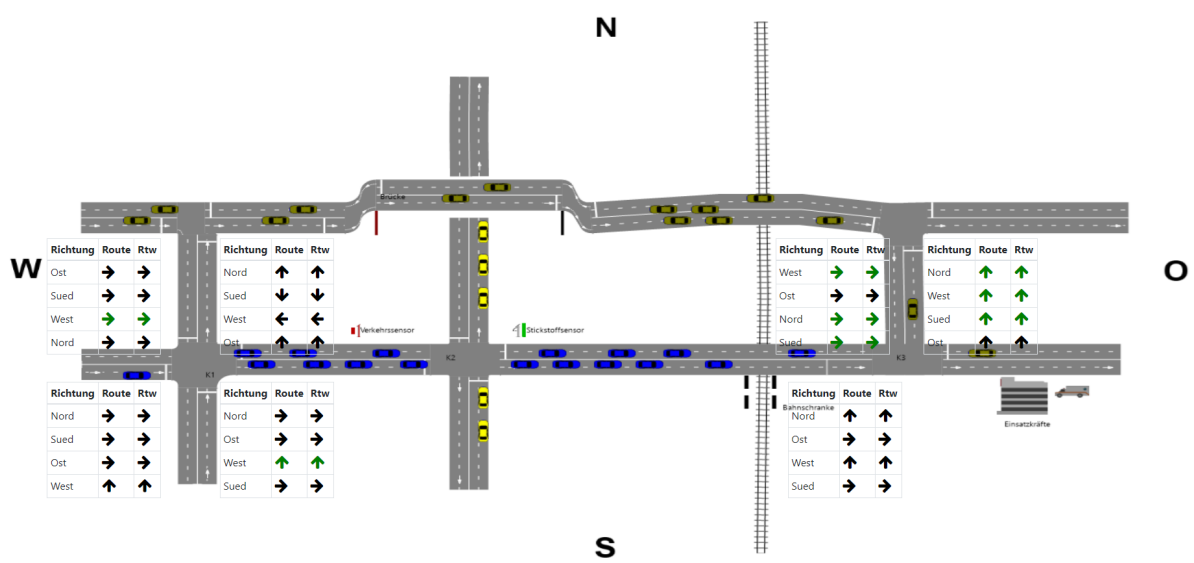 N
Brücke
W
O
Richtung Route Rtw
Ost
Sued
West
Nord
Richtung Route Rtw
Nord
Sued
West
Ost
Richtung Route Rtw
West
Ost
Nord
Sued
Richtung Route Rtw
Nord
West
Sued
Ost
Verkehrssensor
Stickstoffsensor
K1
K2
K3
Richtung Route Rtw
Nord
Sued
Ost
West
Richtung Route Rtw
Nord
Ost
West
Sued
Bahnschranke
Richtung Route Rtw
Nord
Ost
West
Sued
Einsatzkräfte
S